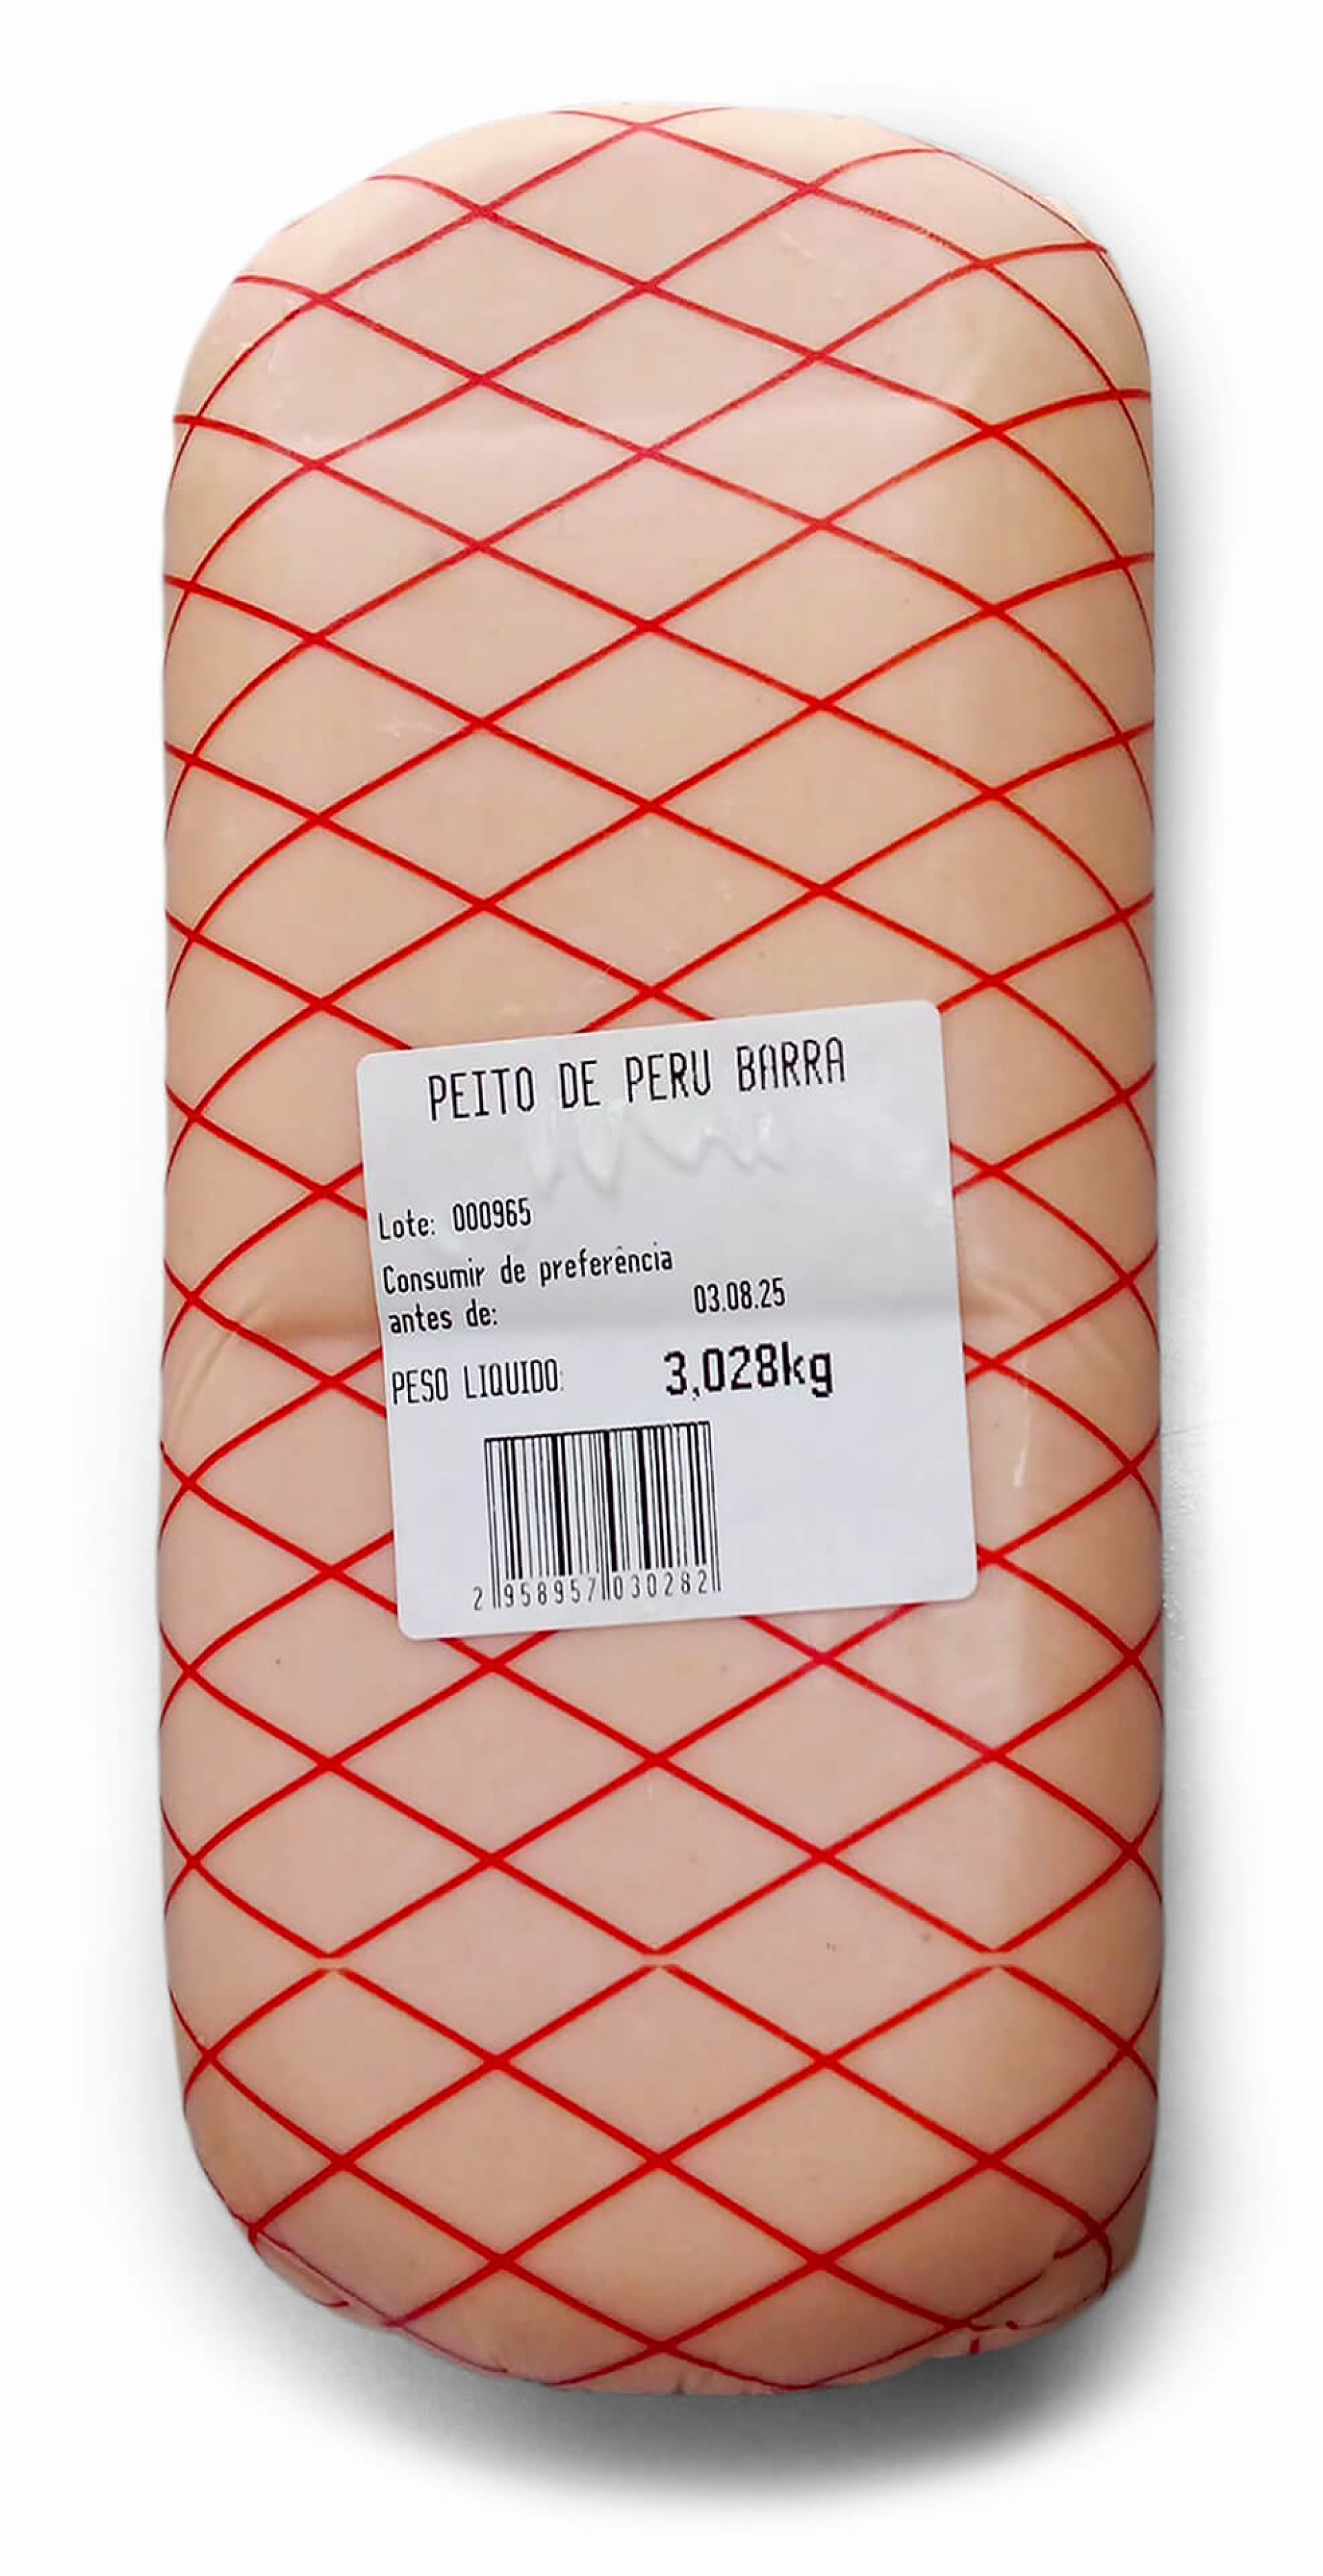 PEITO DE PERU BARRA
Lote: 000965
Consumir de preferência
antes de: 03.08.25
PESO LIQUIDO: 3,028kg
2 958957 030282